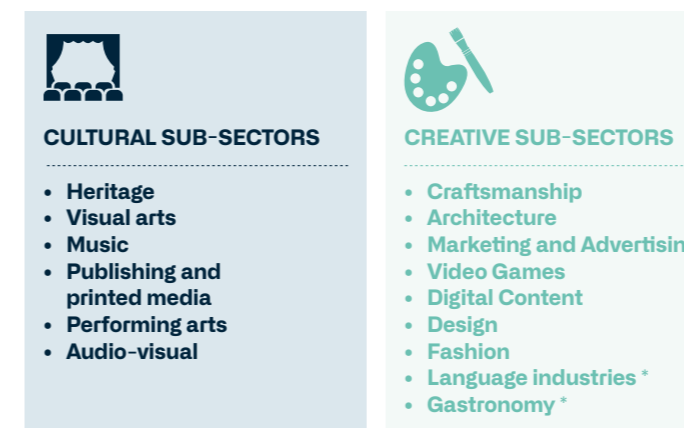 CULTURAL SUB-SECTORS
• Heritage
• Visual arts
• Music
• Publishing and
printed media
• Performing arts
• Audio-visual
CREATIVE SUB-SECTORS
• Craftsmanship
• Architecture
• Marketing and Advertisin
• Video Games
• Digital Content
• Design
• Fashion
• Language industries *
• Gastronomy *